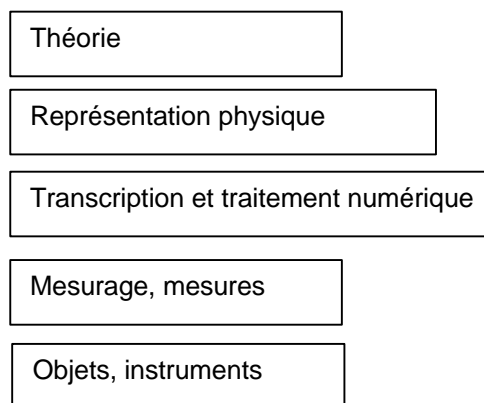 Théorie
Représentation physique
Transcription et traitement numérique
Mesurage, mesures
Objets, instruments